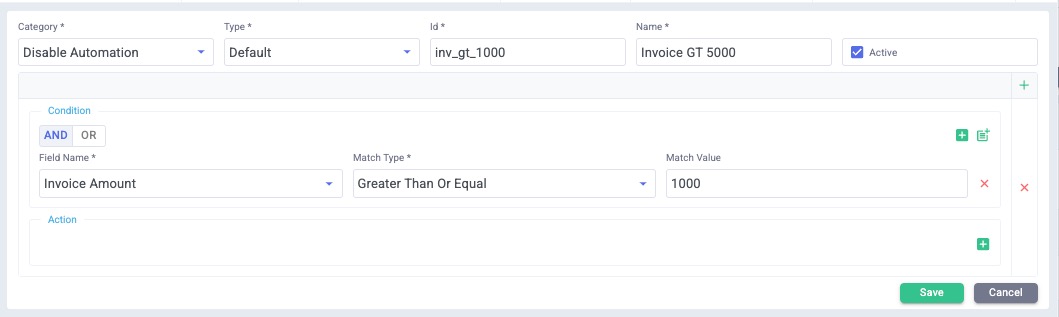 Category * Type * Id * Name *
Disable Automation Default inv_gt_1000 Invoice GT 5000 Active
Condition
AND OR
Field Name * Match Type * Match Value
Invoice Amount Greater Than Or Equal 1000
Action
Save Cancel